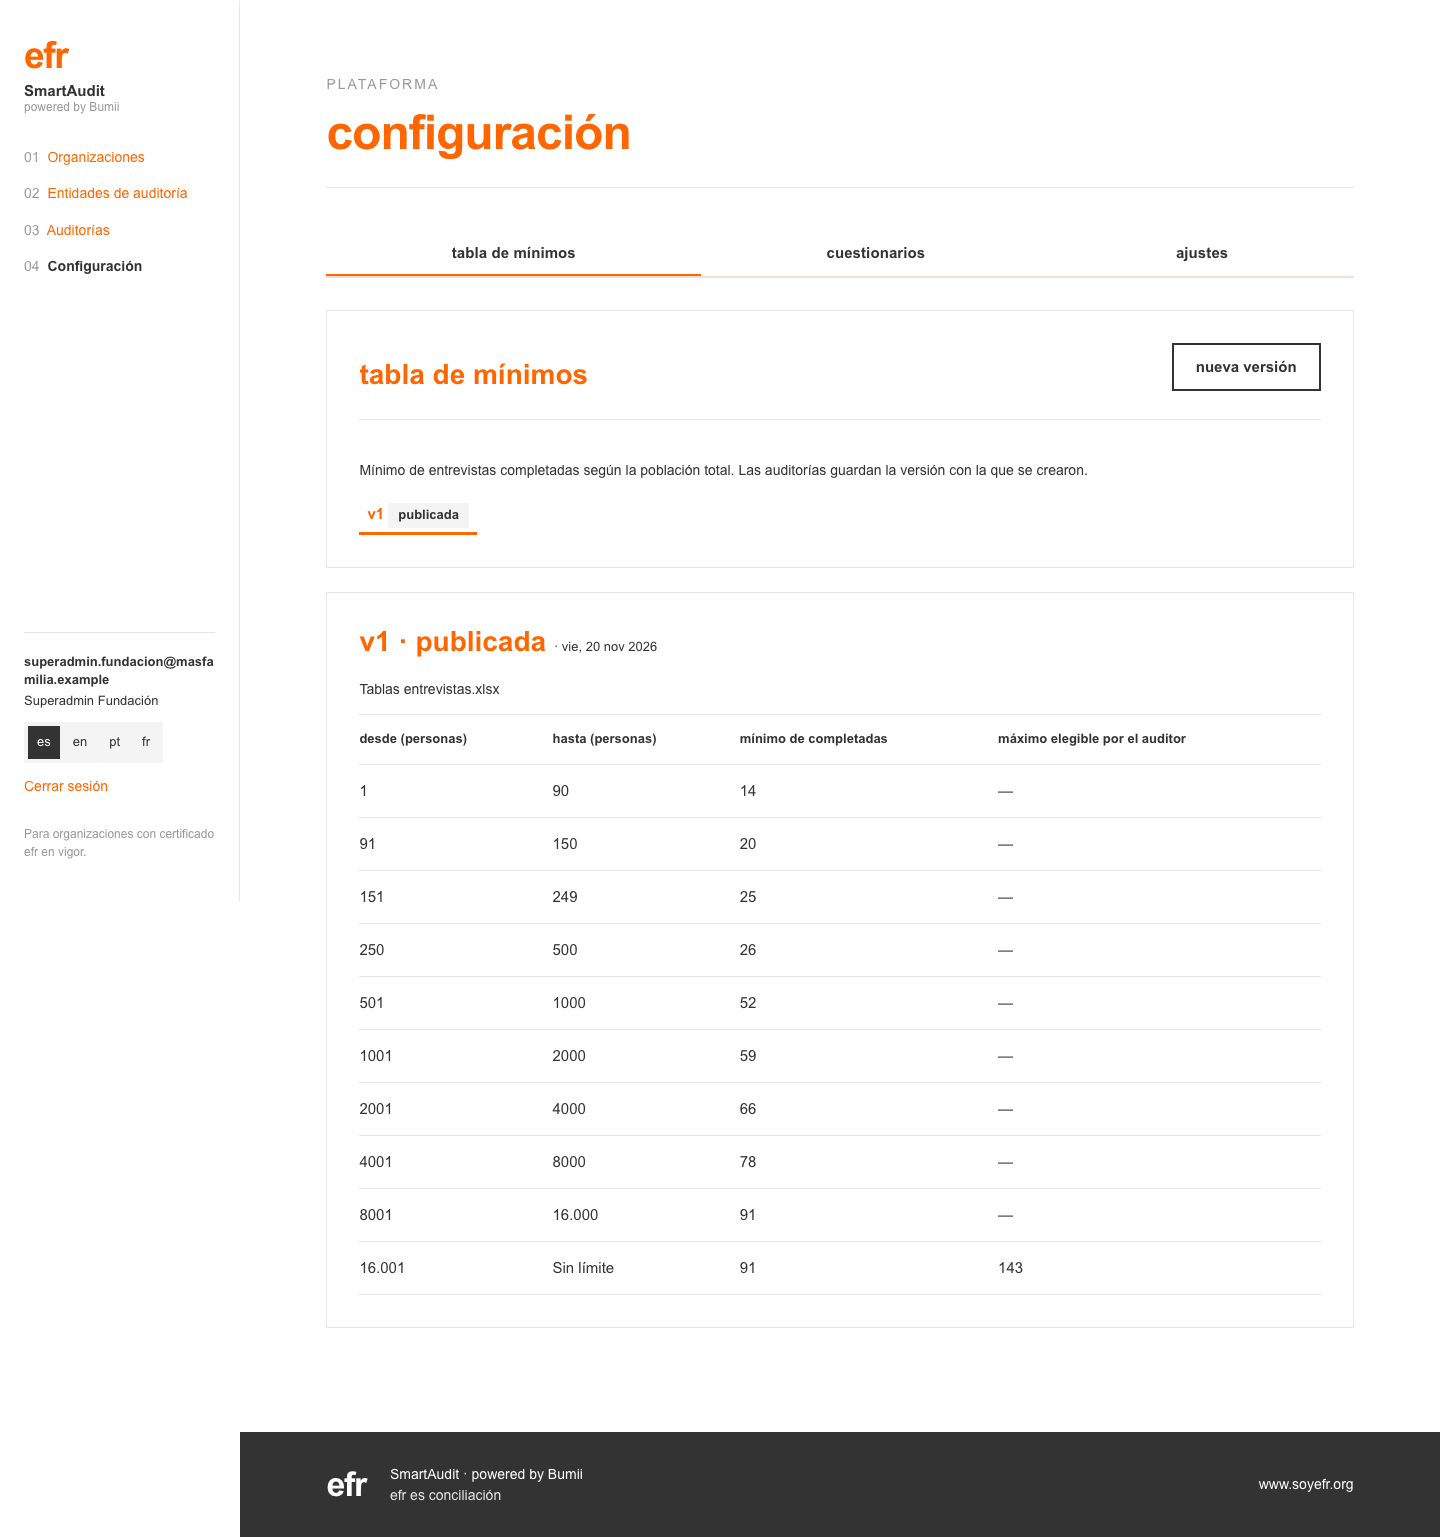 efr
SmartAudit
powered by Bumii
01 Organizaciones
02 Entidades de auditoría
03 Auditorías
04 Configuración
superadmin.fundacion@masfa
milia.example
Superadmin Fundación
es en pt fr
Cerrar sesión
Para organizaciones con certificado
efr en vigor.
PLATAFORMA
configuración
tabla de mínimos cuestionarios ajustes
tabla de mínimos
nueva versión
Mínimo de entrevistas completadas según la población total. Las auditorías guardan la versión con la que se crearon.
v1 publicada
v1 · publicada · vie, 20 nov 2026
Tablas entrevistas.xlsx
desde (personas) hasta (personas) mínimo de completadas máximo elegible por el auditor
1 90 14 —
91 150 20 —
151 249 25 —
250 500 26 —
501 1000 52 —
1001 2000 59 —
2001 4000 66 —
4001 8000 78 —
8001 16.000 91 —
16.001 Sin límite 91 143
efr
SmartAudit · powered by Bumii
efr es conciliación
www.soyefr.org